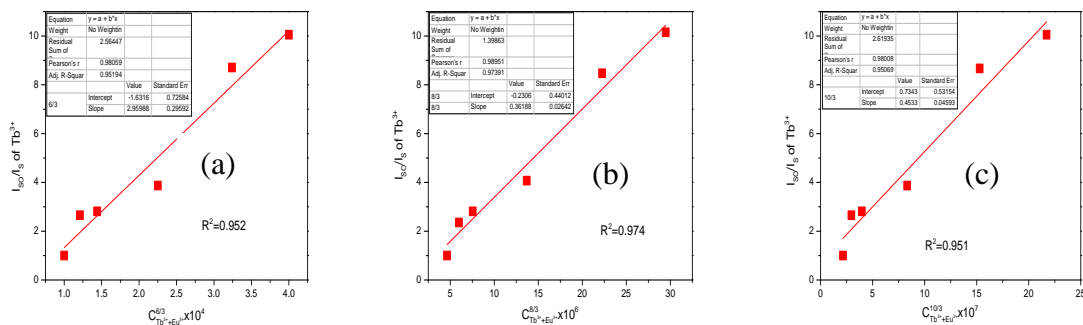 Equation y = a + b*x
Weight No Weightin
Residual Sum of 2.56447
Pearson's r 0.98059
Adj. R-Squar 0.95194
Value Standard Err
6/3 Intercept -1.6316 0.72584
Slope 2.95988 0.29592
10
8
6
4
2
0
I_SO/I_S of Tb³⁺
(a)
R²=0.952
1.0 1.5 2.0 2.5 3.0 3.5 4.0
C^{6/3}_{Tb³⁺+Eu³⁺}x10⁴
Equation y = a + b*x
Weight No Weightin
Residual Sum of 1.39863
Pearson's r 0.98951
Adj. R-Squar 0.97391
Value Standard Err
8/3 Intercept -0.2306 0.44012
8/3 Slope 0.36188 0.02642
10
8
6
4
2
0
I_SO/I_S of Tb³⁺
(b)
R²=0.974
5 10 15 20 25 30
C^{8/3}_{Tb³⁺+Eu³⁺}x10⁶
Equation y = a + b*x
Weight No Weightin
Residual Sum of 2.61935
Pearson's r 0.98008
Adj. R-Squar 0.95069
Value Standard Err
10/3 Intercept 0.7343 0.53154
Slope 0.4533 0.04593
10
8
6
4
2
0
I_SO/I_S of Tb³⁺
(c)
R²=0.951
0 5 10 15 20 25
C^{10/3}_{Tb³⁺+Eu³⁺}x10⁷